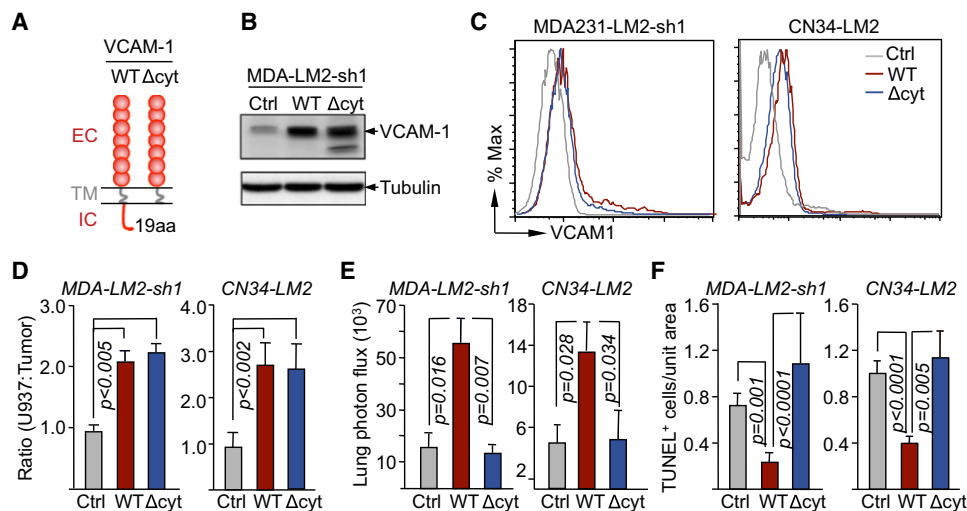 A
VCAM-1
WT Δcyt
EC
TM
IC
19aa
B
MDA-LM2-sh1
Ctrl WT Δcyt
VCAM-1
Tubulin
C
MDA231-LM2-sh1
CN34-LM2
Ctrl
WT
Δcyt
% Max
VCAM1
D
MDA-LM2-sh1
CN34-LM2
Ratio (U937:Tumor)
3.0
2.0
1.0
p<0.005
Ctrl WT Δcyt
4.0
3.0
2.0
1.0
p<0.002
Ctrl WT Δcyt
E
MDA-LM2-sh1
CN34-LM2
Lung photon flux (10³)
70
50
30
10
p=0.016
p=0.007
Ctrl WT Δcyt
18
14
10
6
2
p=0.028
p=0.034
Ctrl WT Δcyt
F
MDA-LM2-sh1
CN34-LM2
TUNEL⁺ cells/unit area
1.6
1.2
0.8
0.4
p=0.001
p<0.0001
Ctrl WT Δcyt
1.6
1.2
0.8
0.4
p<0.0001
p=0.005
Ctrl WT Δcyt